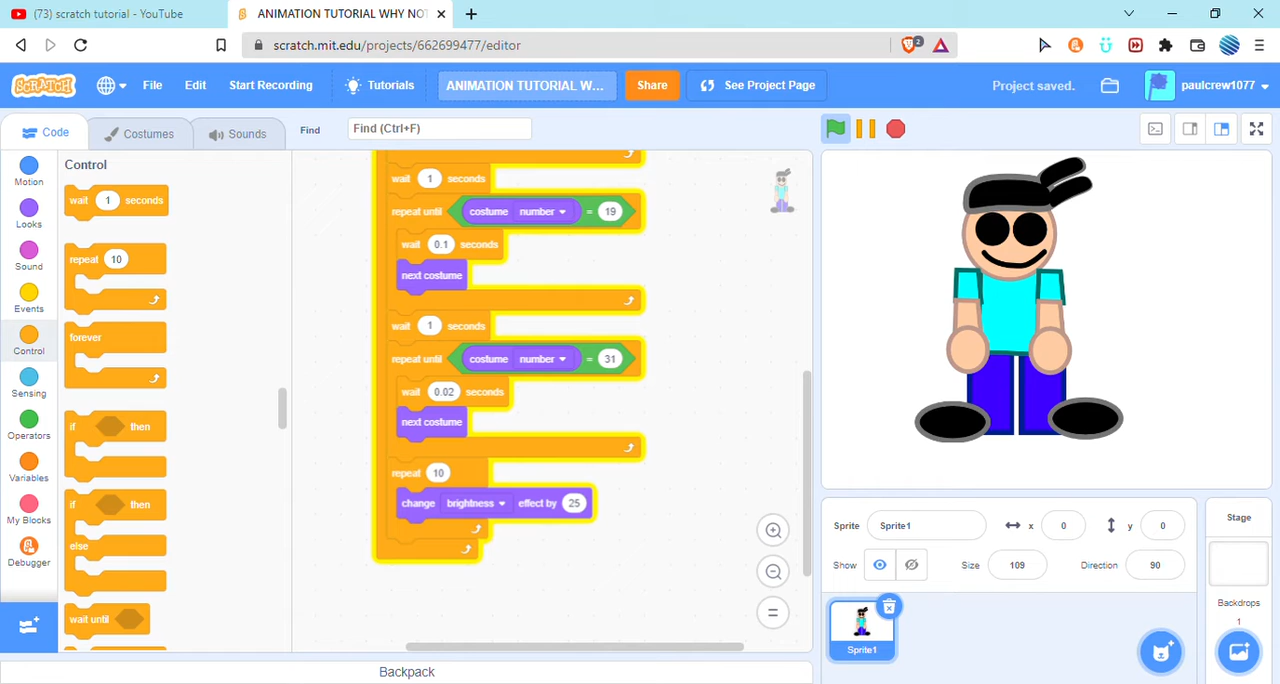 (73) scratch tutorial - YouTube
ANIMATION TUTORIAL WHY NOT
scratch.mit.edu/projects/662699477/editor
2
SCRATCH
File
Edit
Start Recording
Tutorials
ANIMATION TUTORIAL W...
Share
See Project Page
Project saved.
paulcrew1077
Code
Costumes
Sounds
Find
Find (Ctrl+F)
Motion
Looks
Sound
Events
Control
Sensing
Operators
Variables
My Blocks
Debugger
Control
wait 1 seconds
repeat 10
forever
if then
if then
else
wait until
wait 1 seconds
repeat until costume number = 19
wait 0.1 seconds
next costume
wait 1 seconds
repeat until costume number = 31
wait 0.02 seconds
next costume
repeat 10
change brightness effect by 25
Backpack
Sprite Sprite1 x 0 y 0
Show Size 109 Direction 90
Sprite1
Stage
Backdrops
1